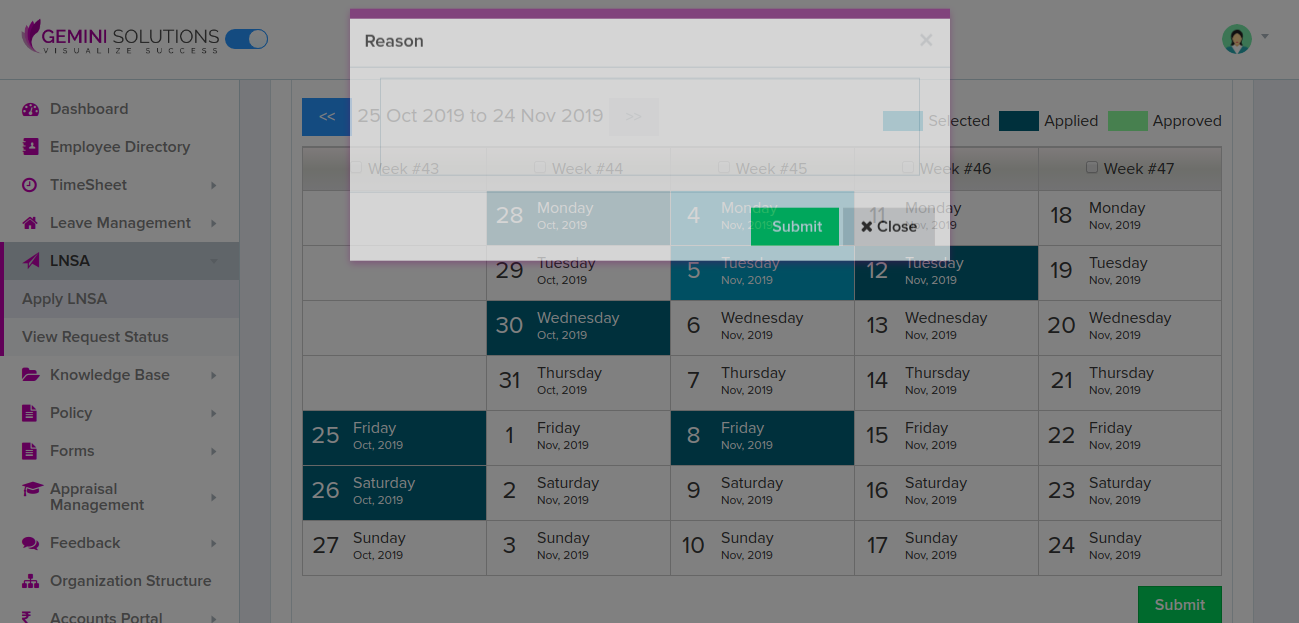 GEMINI SOLUTIONS
VISUALIZE SUCCESS
Dashboard
Employee Directory
TimeSheet
Leave Management
LNSA
Apply LNSA
View Request Status
Knowledge Base
Policy
Forms
Appraisal
Management
Feedback
Organization Structure
Accounts Portal
Reason
×
<< 25 Oct 2019 to 24 Nov 2019 >>
Selected Applied Approved
Week #43 Week #44 Week #45 Week #46 Week #47
28 Monday 4 Monday 11 Monday 18 Monday
Oct, 2019 Nov, 2019 Nov, 2019 Nov, 2019
Submit Close
29 Tuesday 5 Tuesday 12 Tuesday 19 Tuesday
Oct, 2019 Nov, 2019 Nov, 2019 Nov, 2019
30 Wednesday 6 Wednesday 13 Wednesday 20 Wednesday
Oct, 2019 Nov, 2019 Nov, 2019 Nov, 2019
31 Thursday 7 Thursday 14 Thursday 21 Thursday
Oct, 2019 Nov, 2019 Nov, 2019 Nov, 2019
25 Friday 1 Friday 8 Friday 15 Friday 22 Friday
Oct, 2019 Nov, 2019 Nov, 2019 Nov, 2019 Nov, 2019
26 Saturday 2 Saturday 9 Saturday 16 Saturday 23 Saturday
Oct, 2019 Nov, 2019 Nov, 2019 Nov, 2019 Nov, 2019
27 Sunday 3 Sunday 10 Sunday 17 Sunday 24 Sunday
Oct, 2019 Nov, 2019 Nov, 2019 Nov, 2019 Nov, 2019
Submit